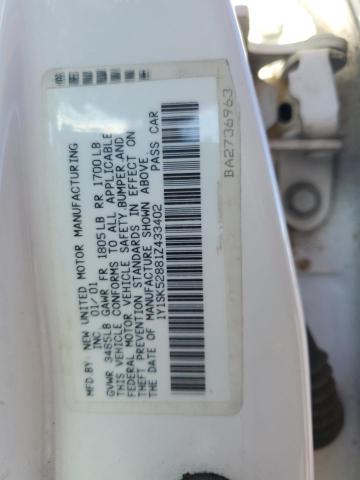 MFD BY: NEW UNITED MOTOR MANUFACTURING
INC 01/01
GVWR 3485LB GAWR FR 1805LB RR 1700LB
THIS VEHICLE CONFORMS TO ALL APPLICABLE
FEDERAL MOTOR VEHICLE SAFETY,BUMPER,AND
THEFT PREVENTION STANDARDS IN EFFECT ON
THE DATE OF MANUFACTURE SHOWN ABOVE
1Y1SK52881Z433402 PASS CAR
BA2736963